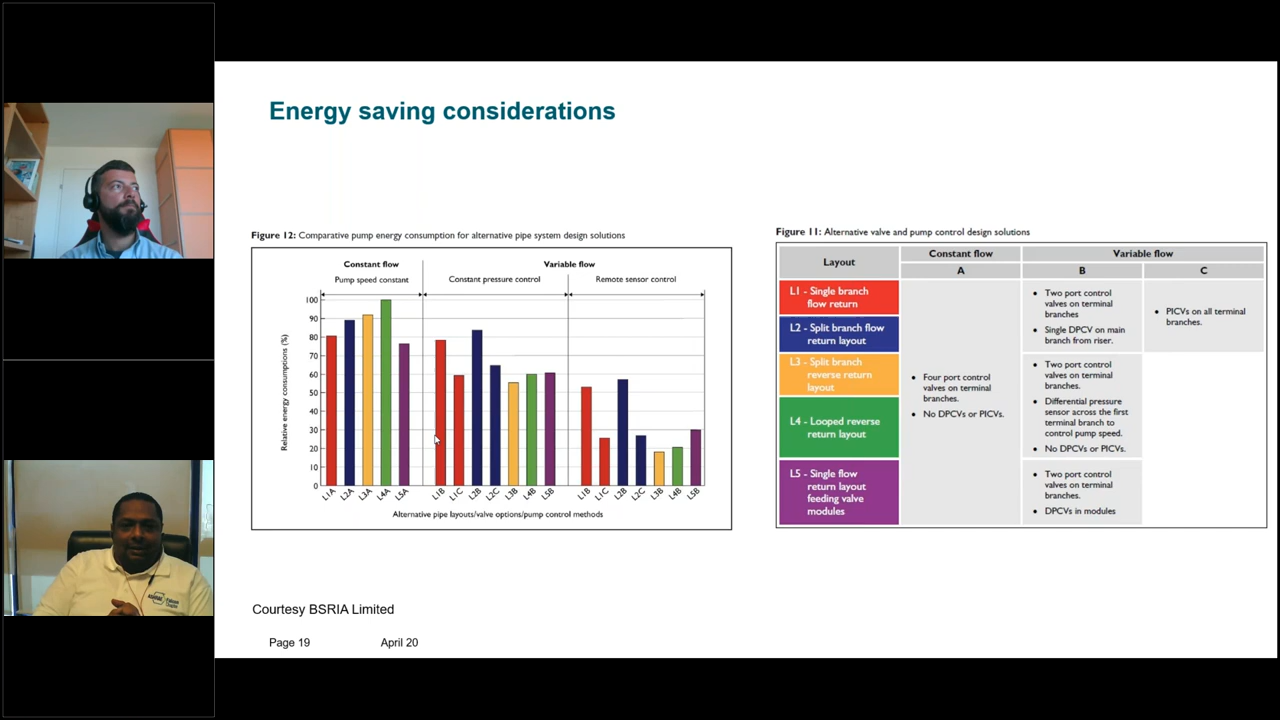 Energy saving considerations
Figure 12: Comparative pump energy consumption for alternative pipe system design solutions
Constant flow
Variable flow
Pump speed constant
Constant pressure control
Remote sensor control
Relative energy consumptions (%)
100
90
80
70
60
50
40
30
20
10
0
L1A L2A L3A L4A L5A L1B L1C L2B L2C L3B L4B L5B L1B L1C L2B L2C L3B L4B L5B
Alternative pipe layouts/valve options/pump control methods
Figure 11: Alternative valve and pump control design solutions
Layout
Constant flow
Variable flow
A
B
C
L1 - Single branch
flow return
L2 - Split branch flow
return layout
L3 - Split branch
reverse return
layout
L4 - Looped reverse
return layout
L5 - Single flow
return layout
feeding valve
modules
• Four port control
valves on terminal
branches.
• No DPCVs or PICVs.
• Two port control
valves on terminal
branches
• Single DPCV on main
branch from riser.
• Two port control
valves on terminal
branches.
• Differential pressure
sensor across the first
terminal branch to
control pump speed.
• No DPCVs or PICVs.
• Two port control
valves on terminal
branches.
• DPCVs in modules
• PICVs on all terminal
branches.
Courtesy BSRIA Limited
Page 19 April 20